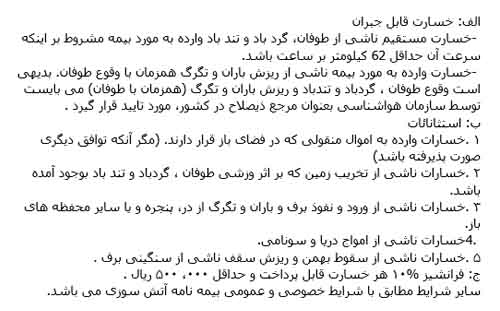 الف: خسارت قابل جبران
-خسارت مستقیم ناشی از طوفان، گرد باد و تند باد وارده به مورد بیمه مشروط بر اینکه
سرعت آن حداقل 62 کیلومتر بر ساعت باشد.
-خسارت وارده به مورد بیمه ناشی از ریزش باران و تگرگ همزمان با وقوع طوفان. بدیهی
است وقوع طوفان ، گردباد و تندباد و ریزش باران و تگرگ (همزمان با طوفان) می بایست
توسط سازمان هواشناسی بعنوان مرجع ذیصلاح در کشور، مورد تایید قرار گیرد .
ب: استثنائات
۱ .خسارات وارده به اموال منقولی که در فضای باز قرار دارند. (مگر آنکه توافق دیگری
صورت پذیرفته باشد)
۲ .خسارات ناشی از تخریب زمین که بر اثر ورزشی طوفان ، گردباد و تند باد بوجود آمده
باشد.
۳ .خسارات ناشی از ورود و نفوذ برف و باران و تگرگ از در، پنجره و یا سایر محفظه های
باز.
.4خسارات ناشی از امواج دریا و سونامی.
۵ .خسارات ناشی از سقوط بهمن و ریزش سقف ناشی از سنگینی برف .
ج: فرانشیز ۱۰% هر خسارت قابل پرداخت و حداقل ۰۰۰، ۵۰۰ ریال .
سایر شرایط مطابق با شرایط خصوصی و عمومی بیمه نامه آتش سوزی می باشد.